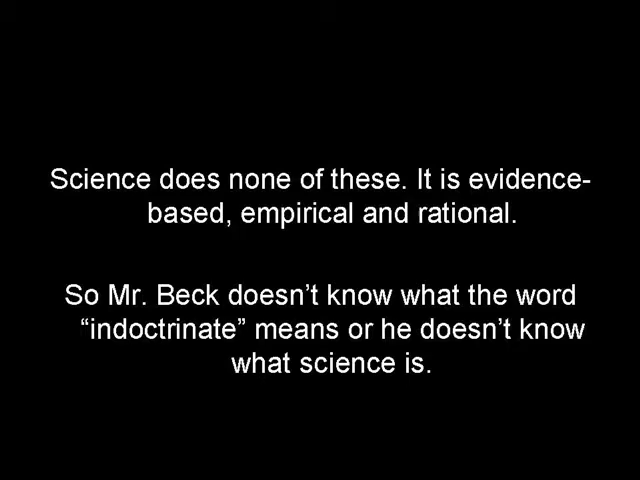 Science does none of these. It is evidence-
based, empirical and rational.
So Mr. Beck doesn’t know what the word
“indoctrinate” means or he doesn’t know
what science is.